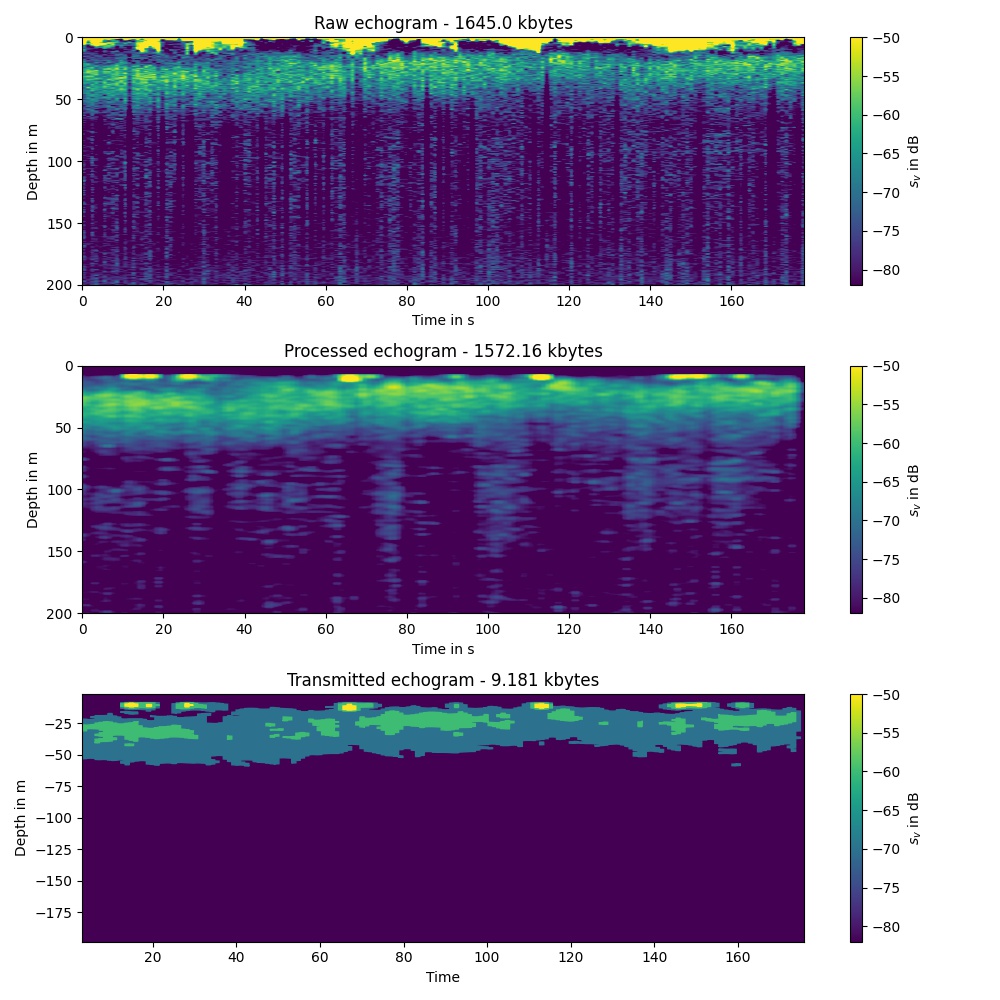 Raw echogram - 1645.0 kbytes
0
50
100
150
200
Depth in m
0 20 40 60 80 100 120 140 160
Time in s
−50
−55
−60
−65
−70
−75
−80
s_v in dB
Processed echogram - 1572.16 kbytes
0
50
100
150
200
Depth in m
0 20 40 60 80 100 120 140 160
Time in s
−50
−55
−60
−65
−70
−75
−80
s_v in dB
Transmitted echogram - 9.181 kbytes
−25
−50
−75
−100
−125
−150
−175
Depth in m
20 40 60 80 100 120 140 160
Time
−50
−55
−60
−65
−70
−75
−80
s_v in dB